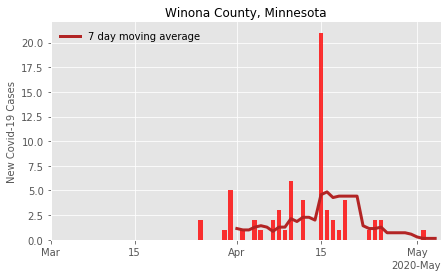 Winona County, Minnesota
7 day moving average
New Covid-19 Cases
20.0
17.5
15.0
12.5
10.0
7.5
5.0
2.5
0.0
Mar
15
Apr
15
May
2020-May